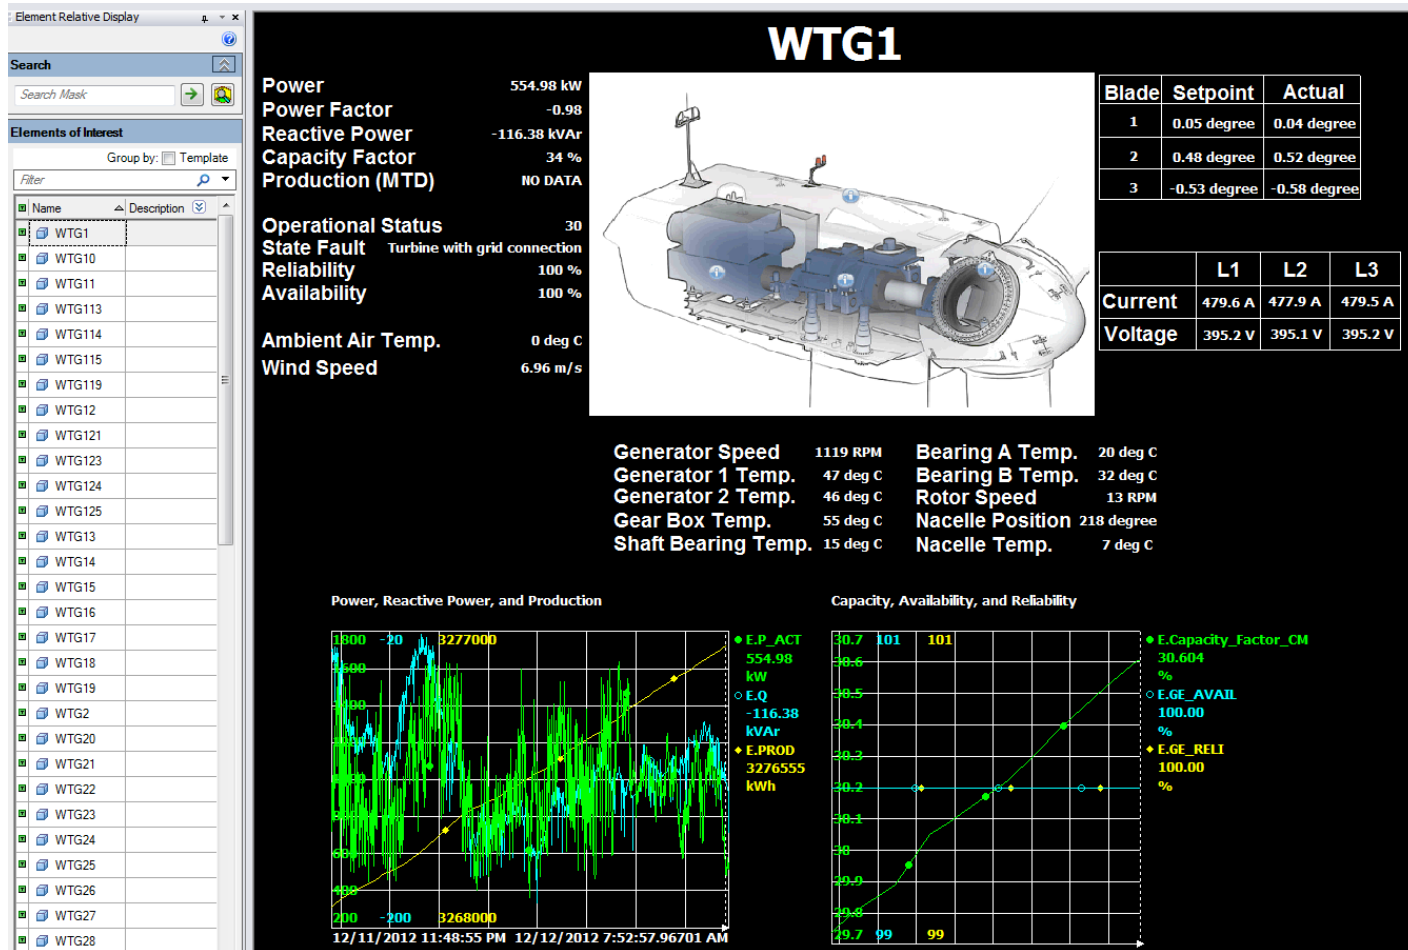 Element Relative Display
Search
Search Mask
Elements of Interest
Group by: Template
Filter
Name Description
WTG1
WTG10
WTG11
WTG113
WTG114
WTG115
WTG119
WTG12
WTG121
WTG123
WTG124
WTG125
WTG13
WTG14
WTG15
WTG16
WTG17
WTG18
WTG19
WTG2
WTG20
WTG21
WTG22
WTG23
WTG24
WTG25
WTG26
WTG27
WTG28
WTG1
Power 554.98 kW
Power Factor -0.98
Reactive Power -116.38 kVAr
Capacity Factor 34 %
Production (MTD) NO DATA
Operational Status 30
State Fault Turbine with grid connection
Reliability 100 %
Availability 100 %
Ambient Air Temp. 0 deg C
Wind Speed 6.96 m/s
Blade Setpoint Actual
1 0.05 degree 0.04 degree
2 0.48 degree 0.52 degree
3 -0.53 degree -0.58 degree
L1 L2 L3
Current 479.6 A 477.9 A 479.5 A
Voltage 395.2 V 395.1 V 395.2 V
Generator Speed 1119 RPM Bearing A Temp. 20 deg C
Generator 1 Temp. 47 deg C Bearing B Temp. 32 deg C
Generator 2 Temp. 46 deg C Rotor Speed 13 RPM
Gear Box Temp. 55 deg C Nacelle Position 218 degree
Shaft Bearing Temp. 15 deg C Nacelle Temp. 7 deg C
Power, Reactive Power, and Production
1800 -20 3277000
600
400
200 -200 3268000
12/11/2012 11:48:55 PM 12/12/2012 7:52:57.96701 AM
E.P_ACT
554.98
kW
E.Q
-116.38
kVAr
E.PROD
3276555
kWh
Capacity, Availability, and Reliability
30.7 101 101
30.6
30.5
30.4
30.3
30.2
30.1
30
29.9
29.8
29.7 99 99
E.Capacity_Factor_CM
30.604
%
E.GE_AVAIL
100.00
%
E.GE_RELI
100.00
%